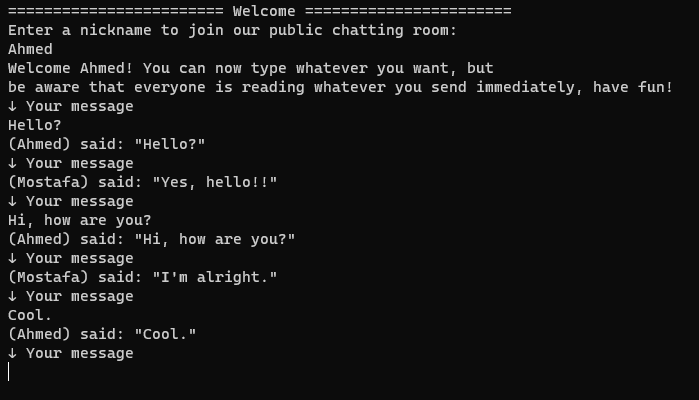 ======================== Welcome =======================
Enter a nickname to join our public chatting room:
Ahmed
Welcome Ahmed! You can now type whatever you want, but
be aware that everyone is reading whatever you send immediately, have fun!
↓ Your message
Hello?
(Ahmed) said: "Hello?"
↓ Your message
(Mostafa) said: "Yes, hello!!"
↓ Your message
Hi, how are you?
(Ahmed) said: "Hi, how are you?"
↓ Your message
(Mostafa) said: "I'm alright."
↓ Your message
Cool.
(Ahmed) said: "Cool."
↓ Your message